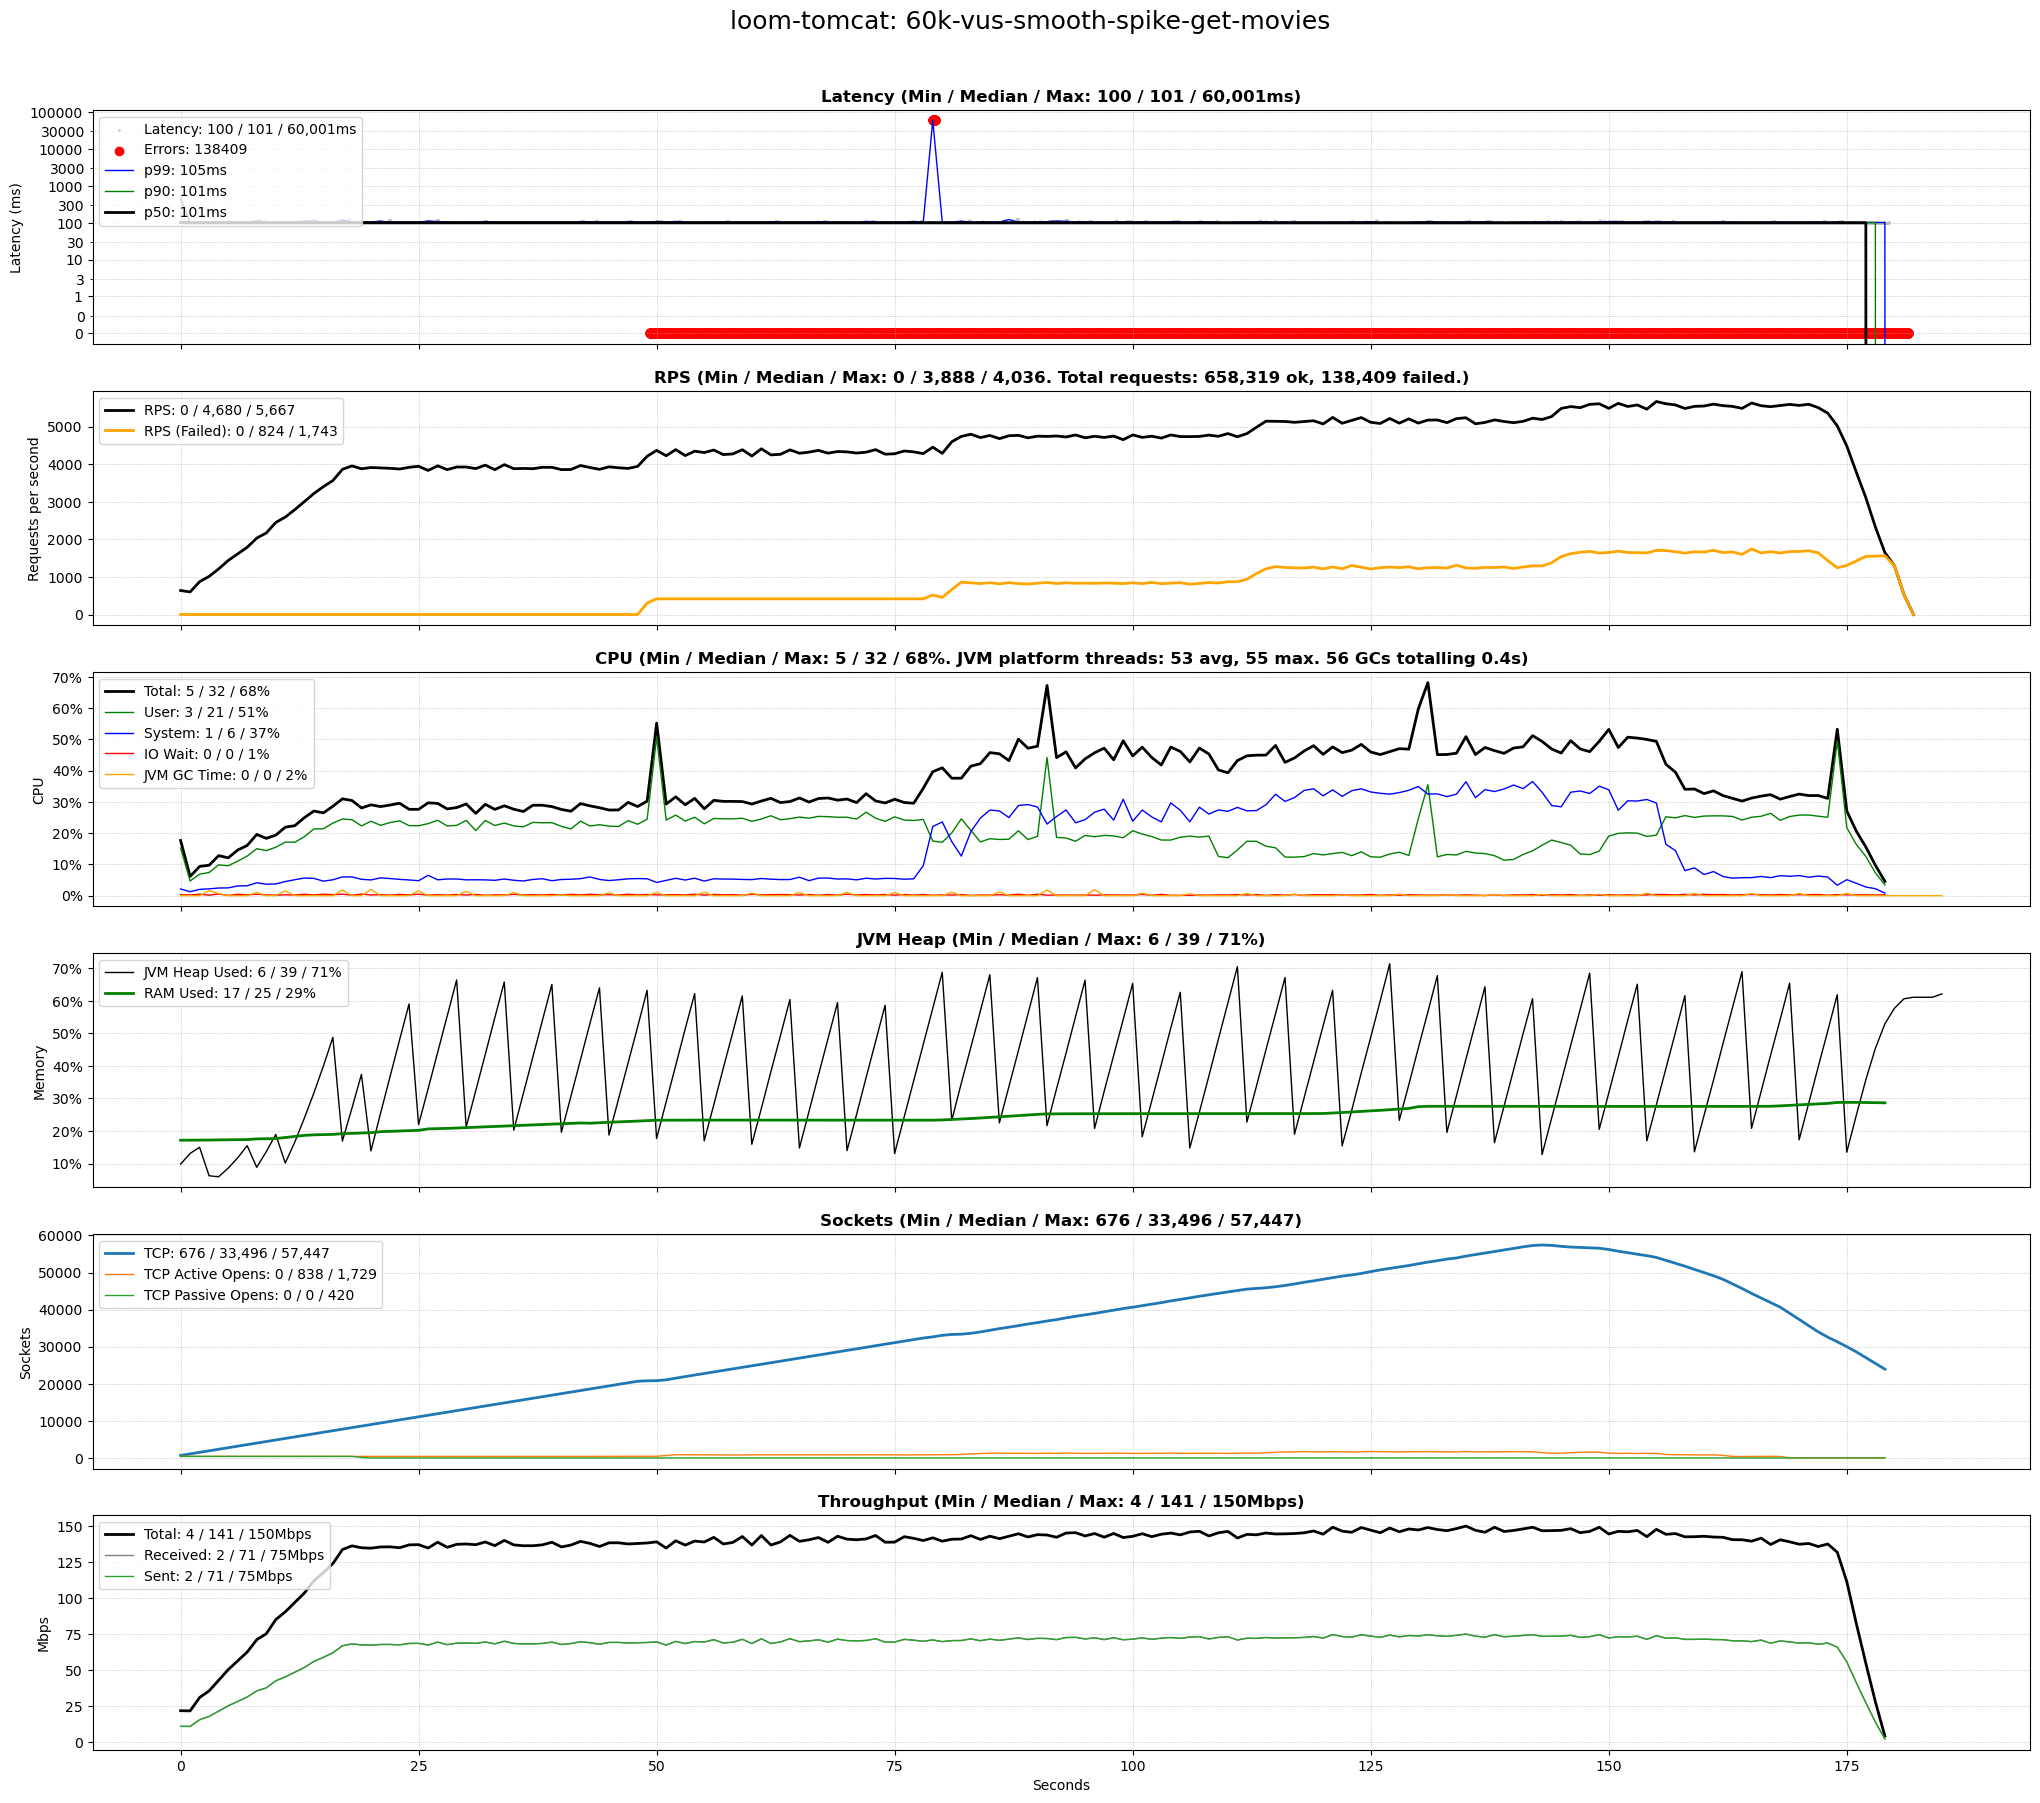 loom-tomcat: 60k-vus-smooth-spike-get-movies
Latency (Min / Median / Max: 100 / 101 / 60,001ms)
Latency (ms)
100000
30000
10000
3000
1000
300
100
30
10
3
1
0
0
Latency: 100 / 101 / 60,001ms
Errors: 138409
p99: 105ms
p90: 101ms
p50: 101ms
RPS (Min / Median / Max: 0 / 3,888 / 4,036. Total requests: 658,319 ok, 138,409 failed.)
Requests per second
5000
4000
3000
2000
1000
0
RPS: 0 / 4,680 / 5,667
RPS (Failed): 0 / 824 / 1,743
CPU (Min / Median / Max: 5 / 32 / 68%. JVM platform threads: 53 avg, 55 max. 56 GCs totalling 0.4s)
CPU
70%
60%
50%
40%
30%
20%
10%
0%
Total: 5 / 32 / 68%
User: 3 / 21 / 51%
System: 1 / 6 / 37%
IO Wait: 0 / 0 / 1%
JVM GC Time: 0 / 0 / 2%
JVM Heap (Min / Median / Max: 6 / 39 / 71%)
Memory
70%
60%
50%
40%
30%
20%
10%
JVM Heap Used: 6 / 39 / 71%
RAM Used: 17 / 25 / 29%
Sockets (Min / Median / Max: 676 / 33,496 / 57,447)
Sockets
60000
50000
40000
30000
20000
10000
0
TCP: 676 / 33,496 / 57,447
TCP Active Opens: 0 / 838 / 1,729
TCP Passive Opens: 0 / 0 / 420
Throughput (Min / Median / Max: 4 / 141 / 150Mbps)
Mbps
150
125
100
75
50
25
0
Total: 4 / 141 / 150Mbps
Received: 2 / 71 / 75Mbps
Sent: 2 / 71 / 75Mbps
0 25 50 75 100 125 150 175
Seconds